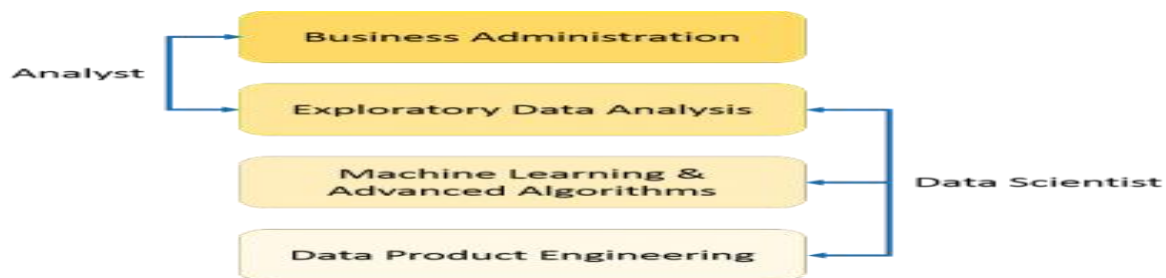 Business Administration
Analyst
Exploratory Data Analysis
Machine Learning &
Advanced Algorithms
Data Scientist
Data Product Engineering